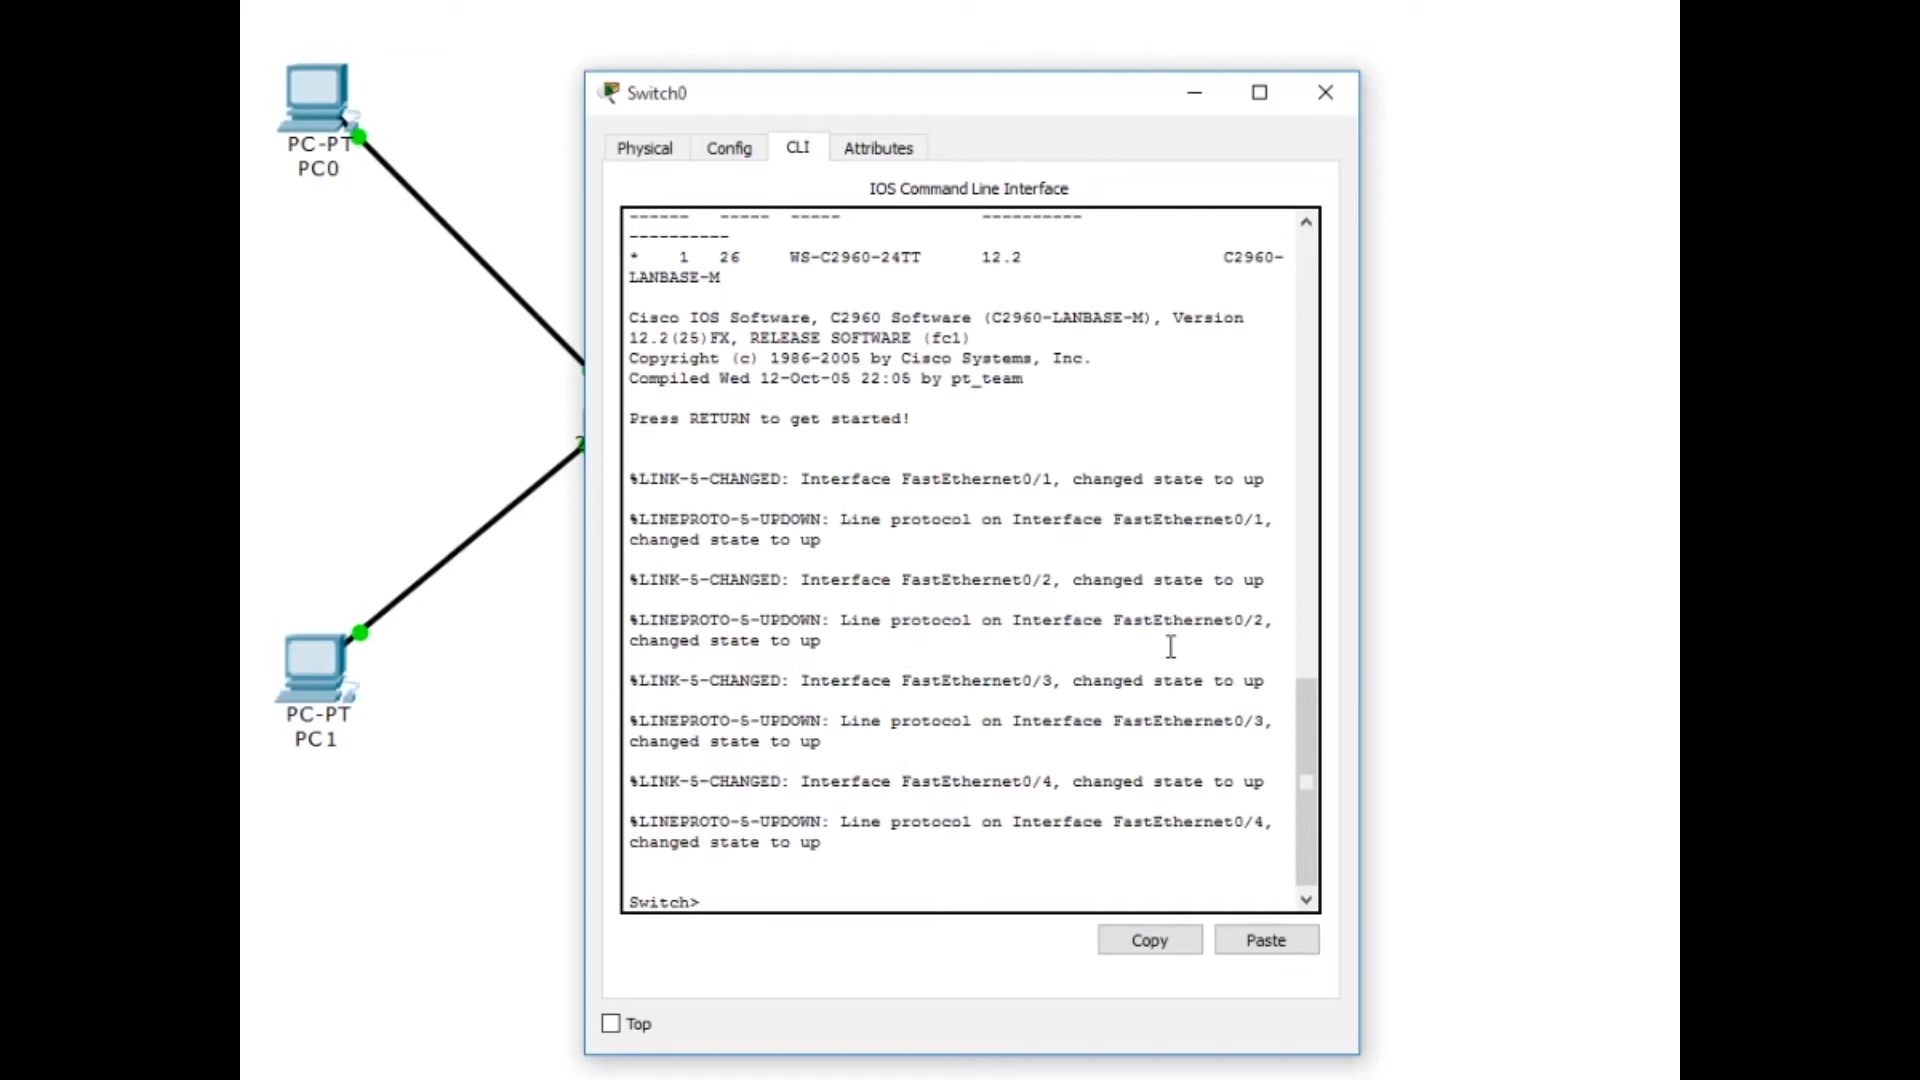 PC-PT
PC0
PC-PT
PC1
Switch0
Physical Config CLI Attributes
IOS Command Line Interface
------ ----- ----- ----------
----------
* 1 26 WS-C2960-24TT 12.2 C2960-
LANBASE-M
Cisco IOS Software, C2960 Software (C2960-LANBASE-M), Version
12.2(25)FX, RELEASE SOFTWARE (fc1)
Copyright (c) 1986-2005 by Cisco Systems, Inc.
Compiled Wed 12-Oct-05 22:05 by pt_team
Press RETURN to get started!
%LINK-5-CHANGED: Interface FastEthernet0/1, changed state to up
%LINEPROTO-5-UPDOWN: Line protocol on Interface FastEthernet0/1,
changed state to up
%LINK-5-CHANGED: Interface FastEthernet0/2, changed state to up
%LINEPROTO-5-UPDOWN: Line protocol on Interface FastEthernet0/2,
changed state to up
%LINK-5-CHANGED: Interface FastEthernet0/3, changed state to up
%LINEPROTO-5-UPDOWN: Line protocol on Interface FastEthernet0/3,
changed state to up
%LINK-5-CHANGED: Interface FastEthernet0/4, changed state to up
%LINEPROTO-5-UPDOWN: Line protocol on Interface FastEthernet0/4,
changed state to up
Switch>
Copy Paste
Top